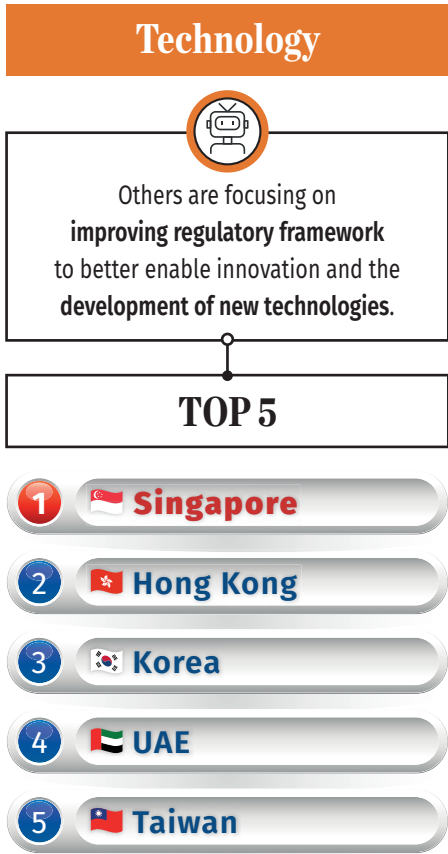 Technology
Others are focusing on
improving regulatory framework
to better enable innovation and the
development of new technologies.
TOP 5
1 Singapore
2 Hong Kong
3 Korea
4 UAE
5 Taiwan